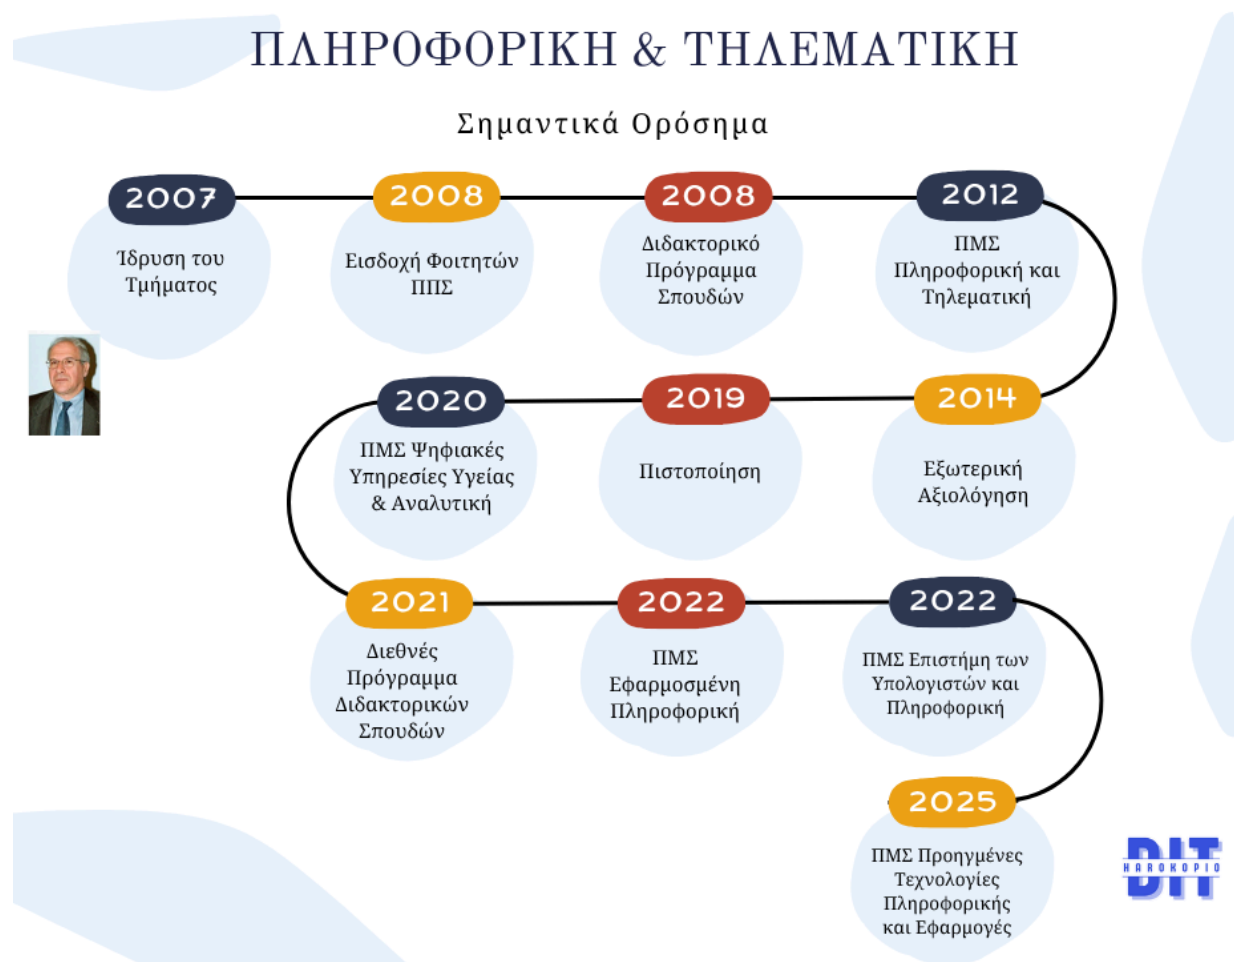 ΠΛΗΡΟΦΟΡΙΚΗ & ΤΗΛΕΜΑΤΙΚΗ
Σημαντικά Ορόσημα
2007
Ίδρυση του
Τμήματος
2008
Εισδοχή Φοιτητών
ΠΠΣ
2008
Διδακτορικό
Πρόγραμμα
Σπουδών
2012
ΠΜΣ
Πληροφορική και
Τηλεματική
2014
Εξωτερική
Αξιολόγηση
2019
Πιστοποίηση
2020
ΠΜΣ Ψηφιακές
Υπηρεσίες Υγείας
& Αναλυτική
2021
Διεθνές
Πρόγραμμα
Διδακτορικών
Σπουδών
2022
ΠΜΣ
Εφαρμοσμένη
Πληροφορική
2022
ΠΜΣ Επιστήμη των
Υπολογιστών και
Πληροφορική
2025
ΠΜΣ Προηγμένες
Τεχνολογίες
Πληροφορικής
και Εφαρμογές
DIT
HAROKOPIO